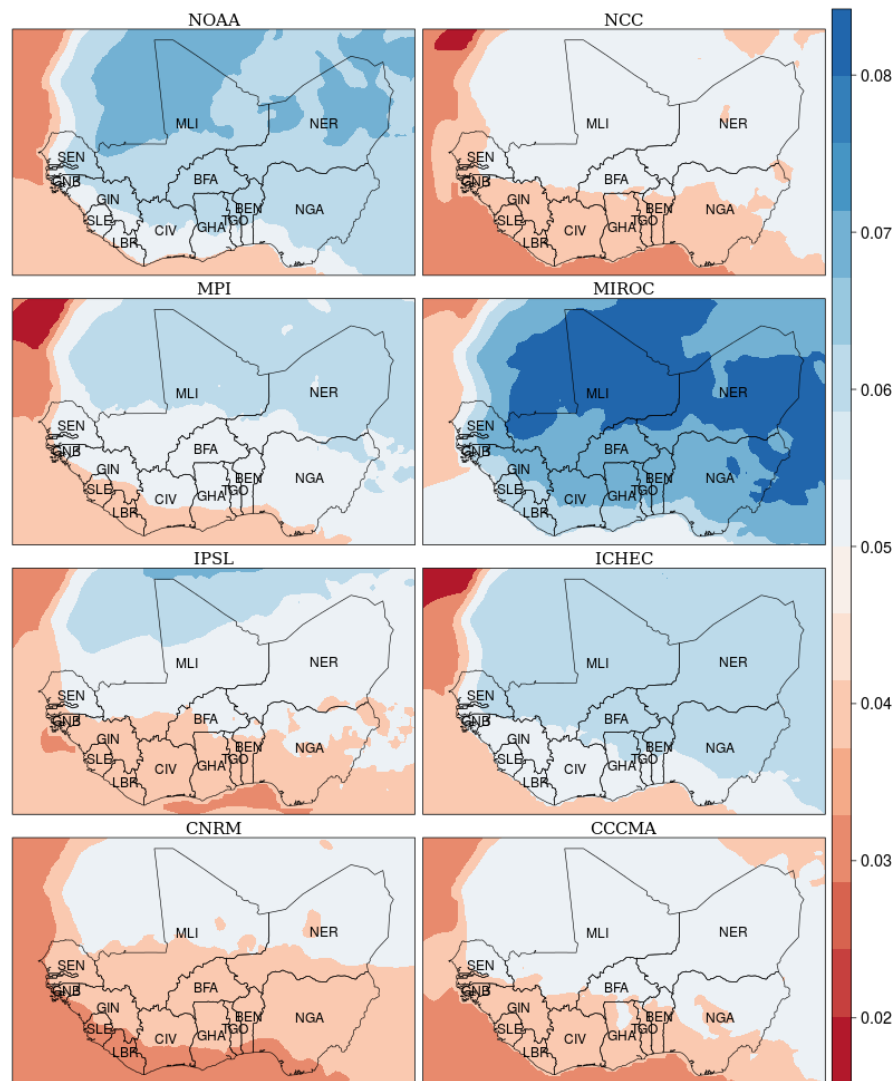 NOAA
NCC
MLI
NER
SEN
GNB
BFA
GIN
BEN
NGA
SLE
CIV
GHA
TGO
LBR
MLI
NER
SEN
GNB
BFA
GIN
BEN
NGA
SLE
CIV
GHA
TGO
LBR
MPI
MIROC
MLI
NER
SEN
GNB
BFA
GIN
BEN
NGA
SLE
CIV
GHA
TGO
LBR
MLI
NER
SEN
GNB
BFA
GIN
BEN
NGA
SLE
CIV
GHA
TGO
LBR
IPSL
ICHEC
MLI
NER
SEN
GNB
BFA
GIN
BEN
NGA
SLE
CIV
GHA
TGO
LBR
MLI
NER
SEN
GNB
BFA
GIN
BEN
NGA
SLE
CIV
GHA
TGO
LBR
CNRM
CCCMA
MLI
NER
SEN
GNB
BFA
GIN
BEN
NGA
SLE
CIV
GHA
TGO
LBR
MLI
NER
SEN
GNB
BFA
GIN
BEN
NGA
SLE
CIV
GHA
TGO
LBR
0.08
0.07
0.06
0.05
0.04
0.03
0.02